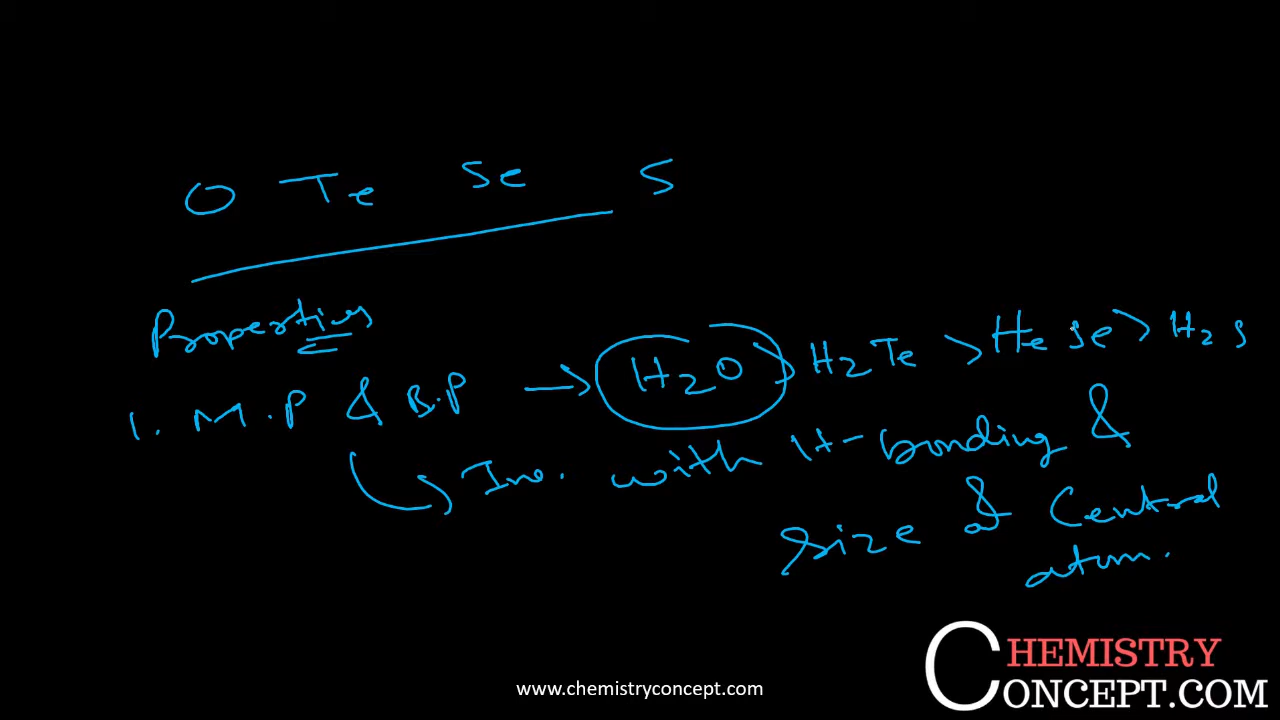 O Te Se S
Properties
1. M.P & B.P → H2O > H2Te > HeSe > H2S
Inc. with H-bonding &
Size of Central
atom.
CHEMISTRY
CONCEPT.COM
www.chemistryconcept.com